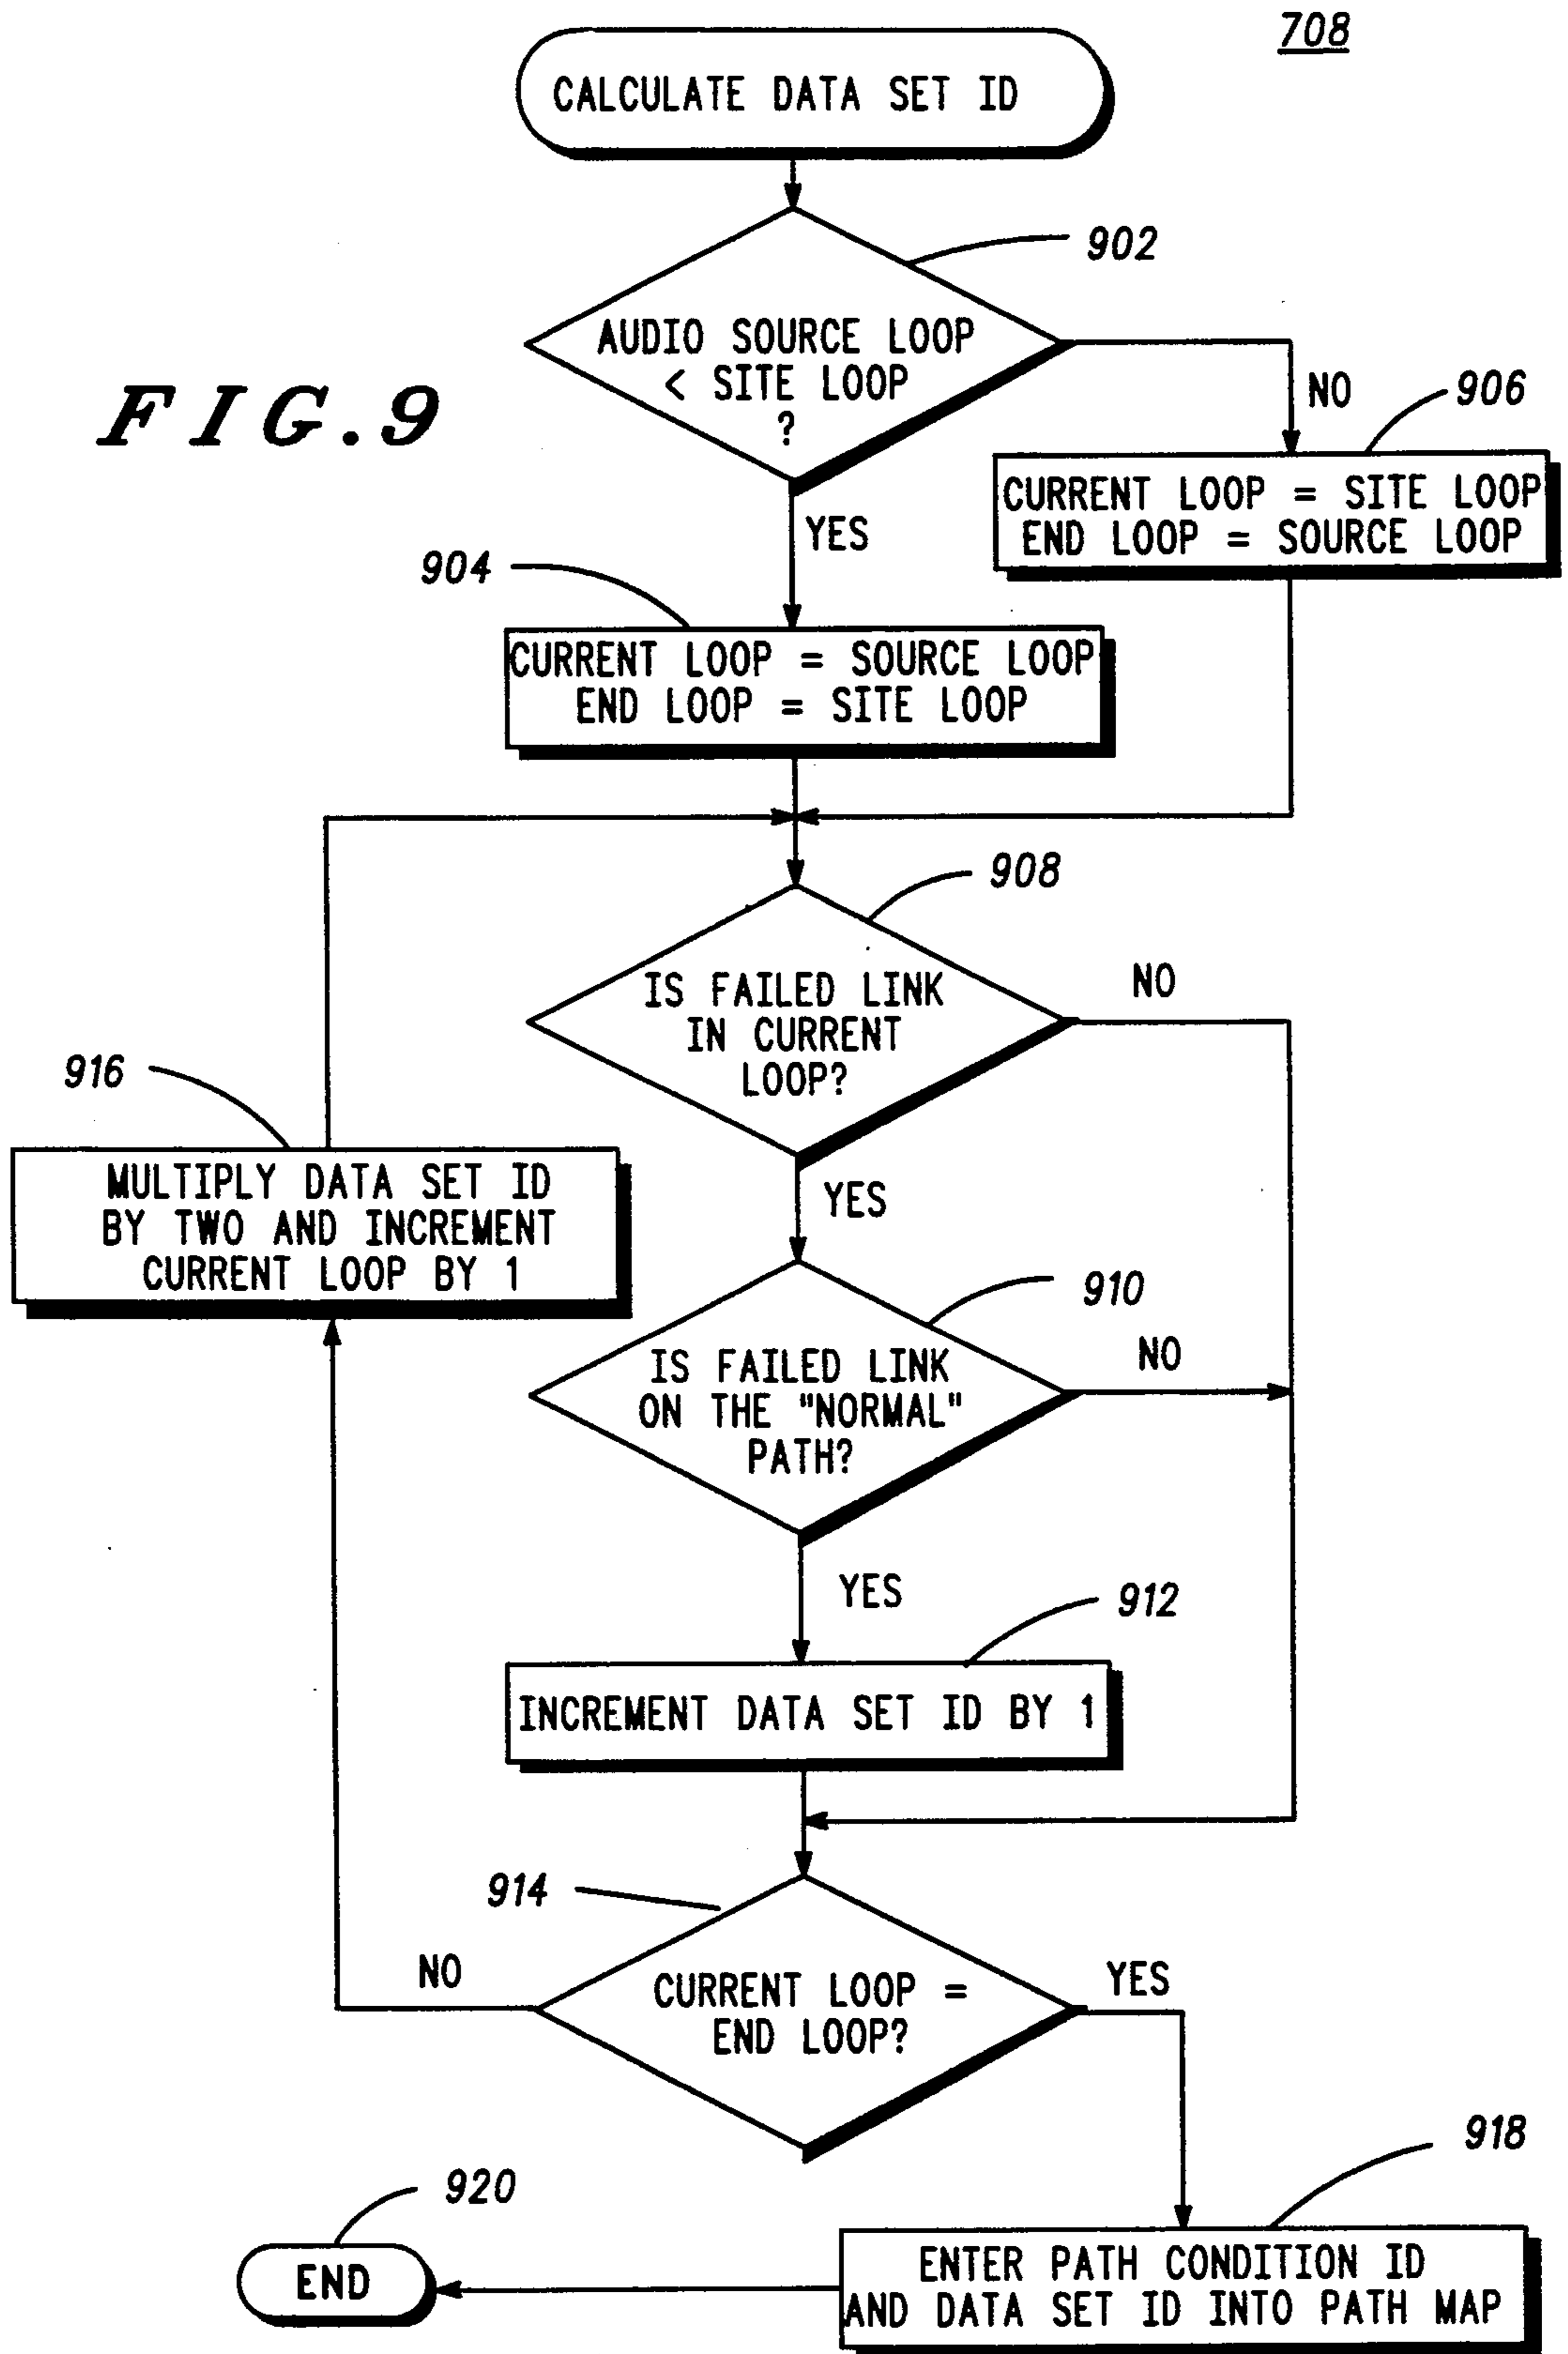 708
CALCULATE DATA SET ID
902
AUDIO SOURCE LOOP
< SITE LOOP
?
FIG.9
NO
906
CURRENT LOOP = SITE LOOP
END LOOP = SOURCE LOOP
YES
904
CURRENT LOOP = SOURCE LOOP
END LOOP = SITE LOOP
908
IS FAILED LINK
IN CURRENT
LOOP?
NO
916
MULTIPLY DATA SET ID
BY TWO AND INCREMENT
CURRENT LOOP BY 1
YES
910
IS FAILED LINK
ON THE "NORMAL"
PATH?
NO
YES
912
INCREMENT DATA SET ID BY 1
914
NO
CURRENT LOOP =
END LOOP?
YES
918
920
END
ENTER PATH CONDITION ID
AND DATA SET ID INTO PATH MAP